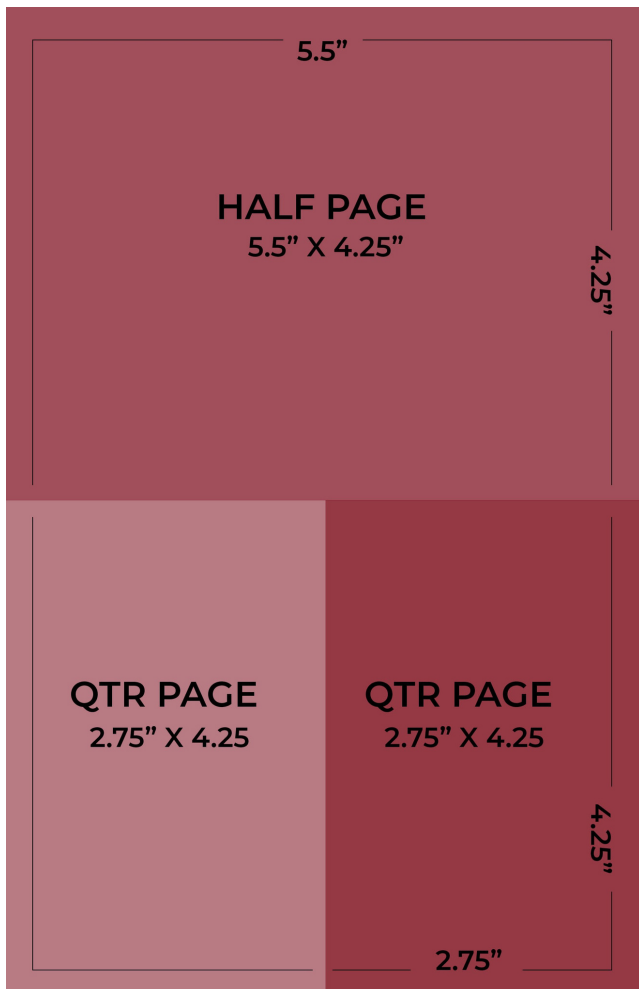 5.5”
HALF PAGE
5.5” X 4.25”
4.25”
QTR PAGE
2.75” X 4.25
QTR PAGE
2.75” X 4.25
4.25”
2.75”